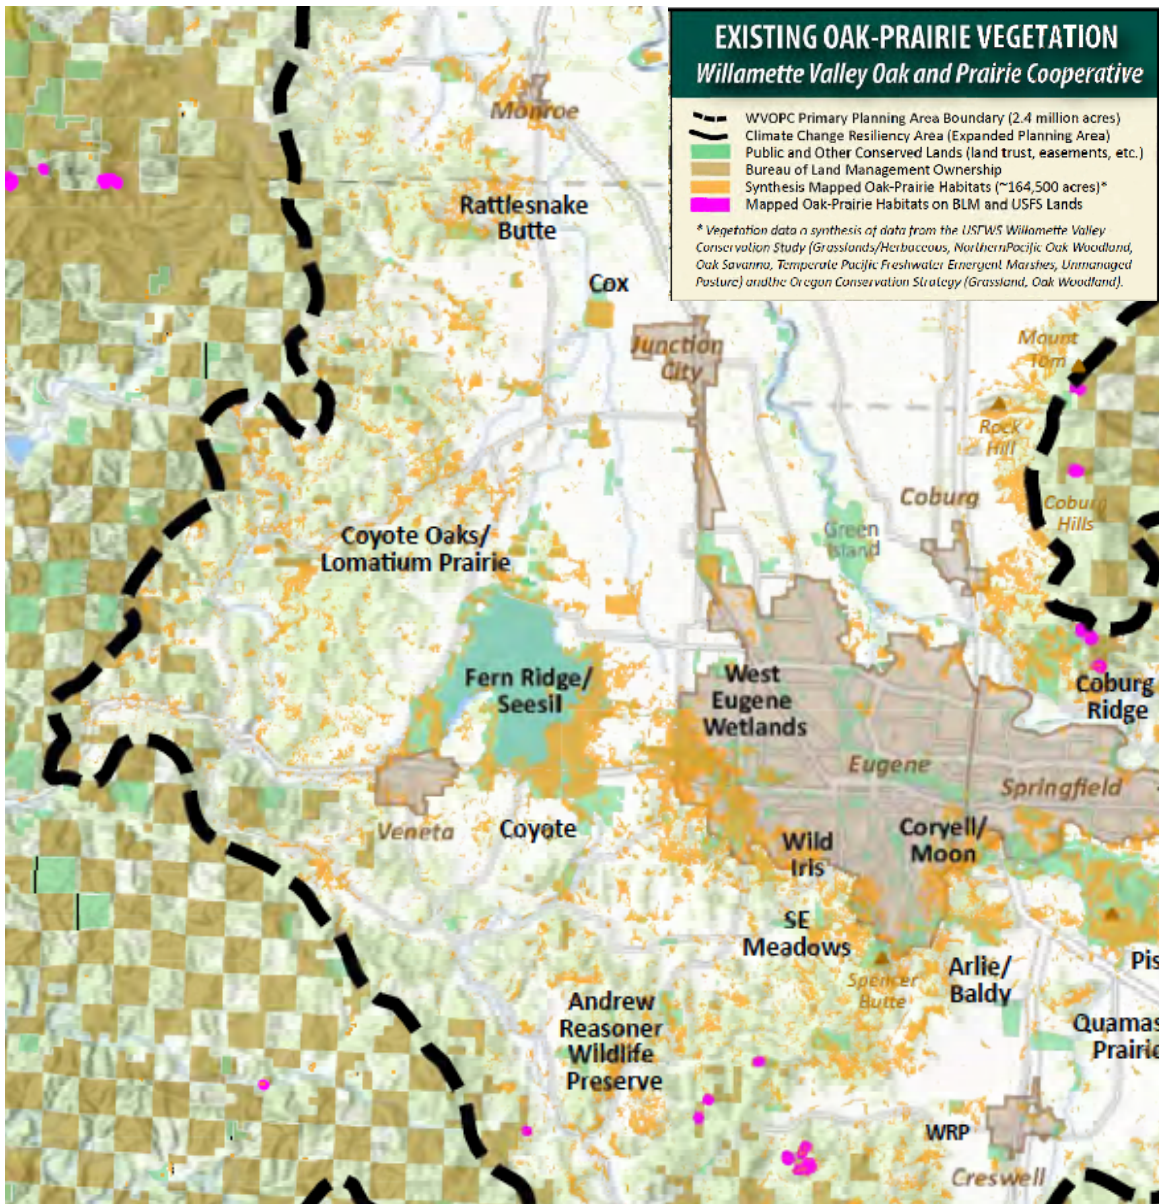 EXISTING OAK-PRAIRIE VEGETATION
Willamette Valley Oak and Prairie Cooperative
WVOPC Primary Planning Area Boundary (2.4 million acres)
Climate Change Resiliency Area (Expanded Planning Area)
Public and Other Conserved Lands (land trust, easements, etc.)
Bureau of Land Management Ownership
Synthesis Mapped Oak-Prairie Habitats (~164,500 acres)*
Mapped Oak-Prairie Habitats on BLM and USFS Lands
* Vegetation data a synthesis of data from the USFWS Willamette Valley
Conservation Study (Grasslands/Herbaceous, NorthernPacific Oak Woodland,
Oak Savanna, Temperate Pacific Freshwater Emergent Marshes, Unmanaged
Pasture) andthe Oregon Conservation Strategy (Grassland, Oak Woodland).
Monroe
Rattlesnake
Butte
Cox
Junction
City
Mount
Tom
Rock
Hill
Coburg
Coburg
Hills
Green
Island
Coyote Oaks/
Lomatium Prairie
Fern Ridge/
Seesil
West
Eugene
Wetlands
Coburg
Ridge
Eugene
Springfield
Veneta
Coyote
Wild
Iris
Coryell/
Moon
SE
Meadows
Spencer
Butte
Arlie/
Baldy
Pis
Andrew
Reasoner
Wildlife
Preserve
Quamas
Prairie
WRP
Creswell